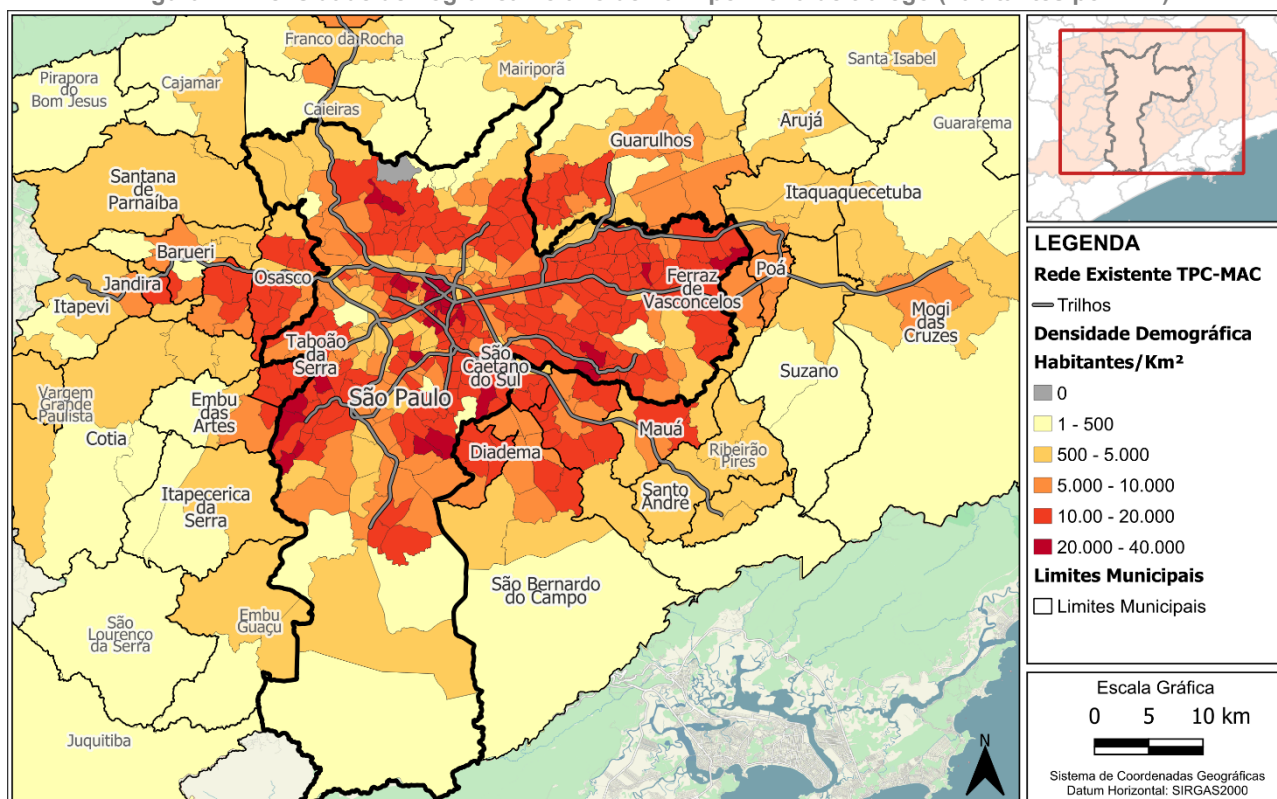 Franco da Rocha
Pirapora
do
Bom Jesus
Cajamar
Mairiporã
Santa Isabel
Caieiras
Guarulhos
Arujá
Guararema
Santana
de
Parnaíba
Itaquaquecetuba
Barueri
Osasco
Jandira
Itapevi
Ferraz
de
Vasconcelos
Poá
Mogi
das
Cruzes
Taboão
da
Serra
São
Caetano
do Sul
Suzano
São Paulo
Vargem
Grande
Paulista
Cotia
Embu
das
Artes
Diadema
Mauá
Ribeirão
Pires
Itapecerica
da
Serra
Santo
André
São Bernardo
do Campo
Embu
Guaçu
São
Lourenço
da Serra
Juquitiba
N
LEGENDA
Rede Existente TPC-MAC
Trilhos
Densidade Demográfica
Habitantes/Km²
0
1 - 500
500 - 5.000
5.000 - 10.000
10.00 - 20.000
20.000 - 40.000
Limites Municipais
Limites Municipais
Escala Gráfica
0 5 10 km
Sistema de Coordenadas Geográficas
Datum Horizontal: SIRGAS2000